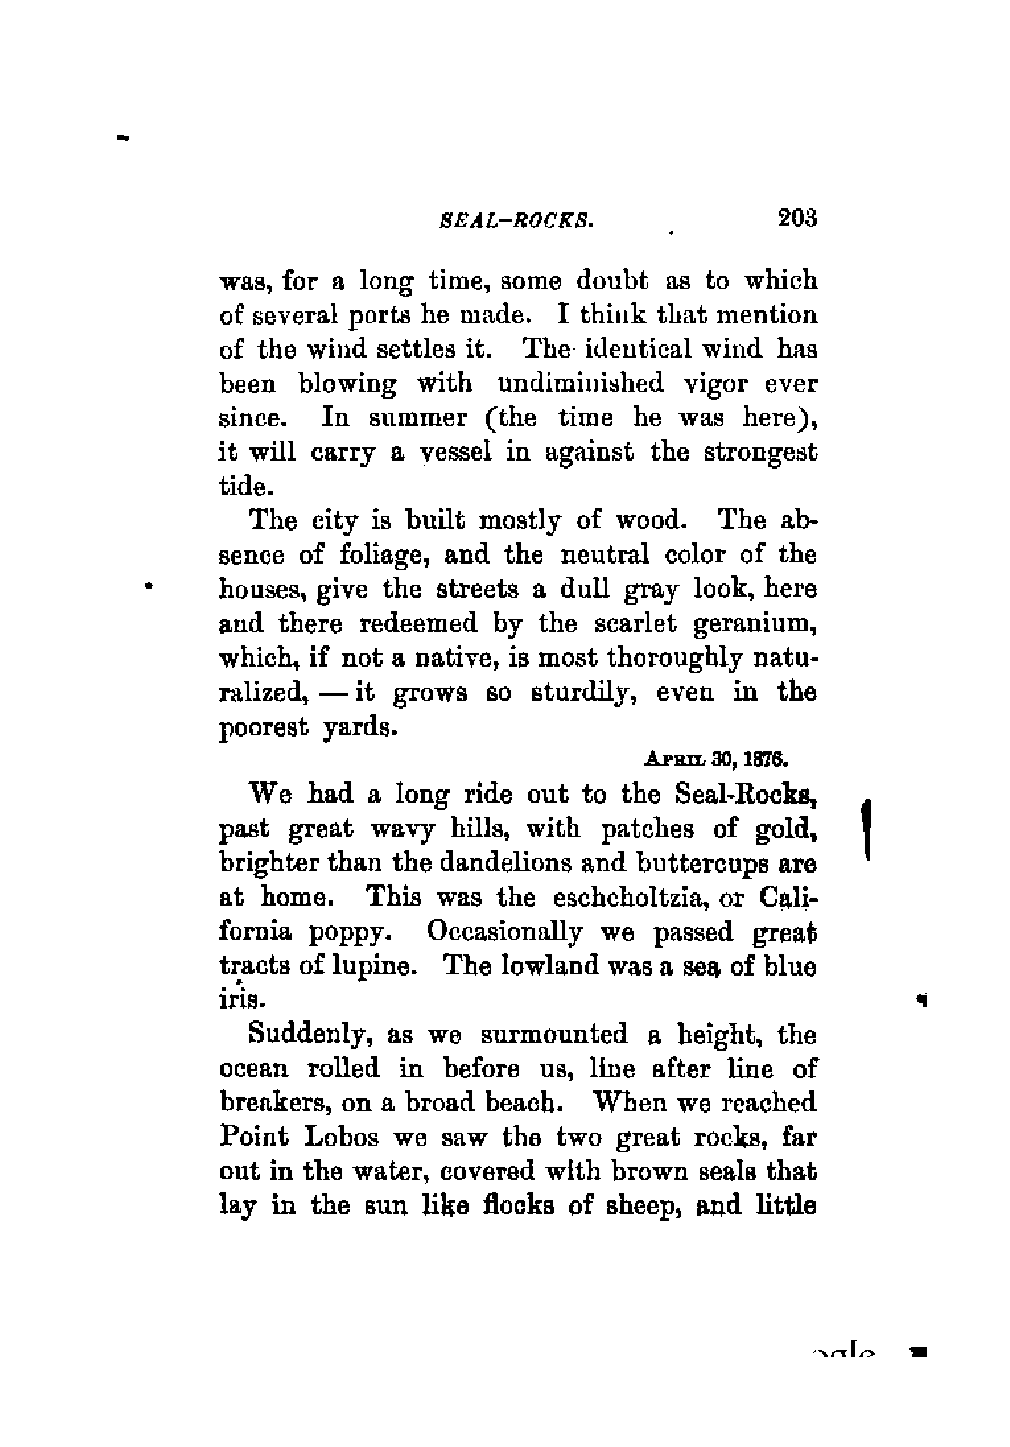 SEAL-ROCKS. 203
was, for a long time, some doubt as to which
of several ports he made. I think that mention
of the wind settles it. The identical wind has
been blowing with undiminished vigor ever
since. In summer (the time he was here),
it will carry a vessel in against the strongest
tide.
The city is built mostly of wood. The ab-
sence of foliage, and the neutral color of the
houses, give the streets a dull gray look, here
and there redeemed by the scarlet geranium,
which, if not a native, is most thoroughly natu-
ralized, — it grows so sturdily, even in the
poorest yards.
APRIL 30, 1876.
We had a long ride out to the Seal-Rocks,
past great wavy hills, with patches of gold,
brighter than the dandelions and buttercups are
at home. This was the eschcholtzia, or Cali-
fornia poppy. Occasionally we passed great
tracts of lupine. The lowland was a sea of blue
iris.
Suddenly, as we surmounted a height, the
ocean rolled in before us, line after line of
breakers, on a broad beach. When we reached
Point Lobos we saw the two great rocks, far
out in the water, covered with brown seals that
lay in the sun like flocks of sheep, and little